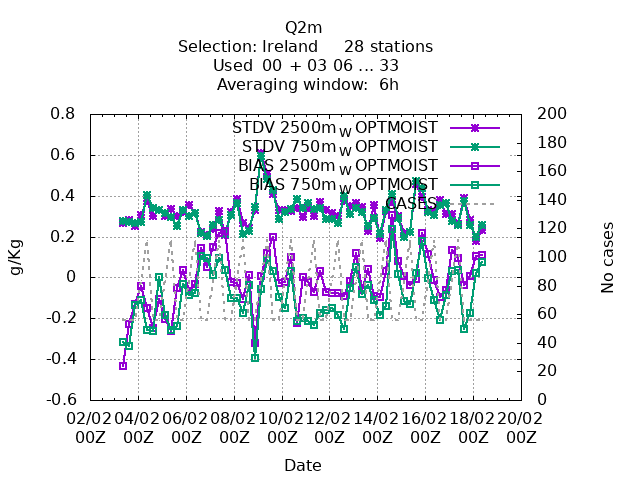 Q2m
Selection: Ireland 28 stations
Used 00 + 03 06 ... 33
Averaging window: 6h
STDV 2500m_W OPTMOIST
STDV 750m_W OPTMOIST
BIAS 2500m_W OPTMOIST
BIAS 750m_W OPTMOIST
CASES
g/Kg
0.8
0.6
0.4
0.2
0
-0.2
-0.4
-0.6
No cases
200
180
160
140
120
100
80
60
40
20
0
02/02 04/02 06/02 08/02 10/02 12/02 14/02 16/02 18/02 20/02
00Z 00Z 00Z 00Z 00Z 00Z 00Z 00Z 00Z 00Z
Date